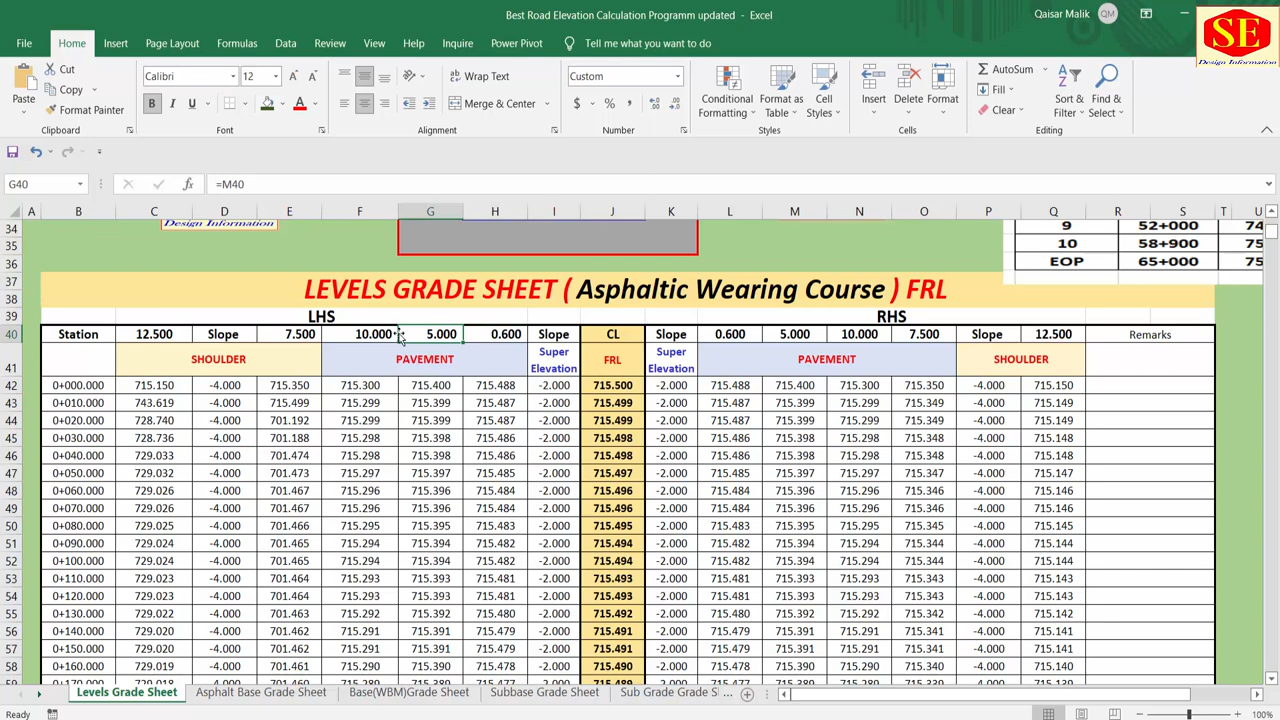 Best Road Elevation Calculation Programm updated - Excel
Qaisar Malik QM
SE
Design Information
File Home Insert Page Layout Formulas Data Review View Help Inquire Power Pivot Tell me what you want to do
Paste Cut Copy Format Painter Clipboard
Calibri 12 B I U A Font
Wrap Text Merge & Center Alignment
Custom $ % , Number
Conditional Formatting Format as Table Cell Styles Styles
Insert Delete Format Cells
AutoSum Fill Clear Sort & Filter Find & Select Editing
G40 fx =M40
A B C D E F G H I J K L M N O P Q R S T U
34 Design Information 9 52+000 74
35 10 58+900 75
36 EOP 65+000 75
37 38 LEVELS GRADE SHEET ( Asphaltic Wearing Course ) FRL
39 LHS RHS
40 Station 12.500 Slope 7.500 10.000 5.000 0.600 Slope CL Slope 0.600 5.000 10.000 7.500 Slope 12.500 Remarks
41 SHOULDER PAVEMENT Super Elevation FRL Super Elevation PAVEMENT SHOULDER
42 0+000.000 715.150 -4.000 715.350 715.300 715.400 715.488 -2.000 715.500 -2.000 715.488 715.400 715.300 715.350 -4.000 715.150
43 0+010.000 743.619 -4.000 715.499 715.299 715.399 715.487 -2.000 715.499 -2.000 715.487 715.399 715.299 715.349 -4.000 715.149
44 0+020.000 728.740 -4.000 701.192 715.299 715.399 715.487 -2.000 715.499 -2.000 715.487 715.399 715.299 715.349 -4.000 715.149
45 0+030.000 728.736 -4.000 701.188 715.298 715.398 715.486 -2.000 715.498 -2.000 715.486 715.398 715.298 715.348 -4.000 715.148
46 0+040.000 729.033 -4.000 701.474 715.298 715.398 715.486 -2.000 715.498 -2.000 715.486 715.398 715.298 715.348 -4.000 715.148
47 0+050.000 729.032 -4.000 701.473 715.297 715.397 715.485 -2.000 715.497 -2.000 715.485 715.397 715.297 715.347 -4.000 715.147
48 0+060.000 729.026 -4.000 701.467 715.296 715.396 715.484 -2.000 715.496 -2.000 715.484 715.396 715.296 715.346 -4.000 715.146
49 0+070.000 729.026 -4.000 701.466 715.296 715.396 715.484 -2.000 715.496 -2.000 715.484 715.396 715.296 715.346 -4.000 715.146
50 0+080.000 729.025 -4.000 701.466 715.295 715.395 715.483 -2.000 715.495 -2.000 715.483 715.395 715.295 715.345 -4.000 715.145
51 0+090.000 729.024 -4.000 701.465 715.294 715.394 715.482 -2.000 715.494 -2.000 715.482 715.394 715.294 715.344 -4.000 715.144
52 0+100.000 729.024 -4.000 701.465 715.294 715.394 715.482 -2.000 715.494 -2.000 715.482 715.394 715.294 715.344 -4.000 715.144
53 0+110.000 729.023 -4.000 701.464 715.293 715.393 715.481 -2.000 715.493 -2.000 715.481 715.393 715.293 715.343 -4.000 715.143
54 0+120.000 729.023 -4.000 701.464 715.293 715.393 715.481 -2.000 715.493 -2.000 715.481 715.393 715.293 715.343 -4.000 715.143
55 0+130.000 729.022 -4.000 701.463 715.292 715.392 715.480 -2.000 715.492 -2.000 715.480 715.392 715.292 715.342 -4.000 715.142
56 0+140.000 729.020 -4.000 701.462 715.291 715.391 715.479 -2.000 715.491 -2.000 715.479 715.391 715.291 715.341 -4.000 715.141
57 0+150.000 729.020 -4.000 701.461 715.291 715.391 715.479 -2.000 715.491 -2.000 715.479 715.391 715.291 715.341 -4.000 715.141
58 0+160.000 729.019 -4.000 701.461 715.290 715.390 715.478 -2.000 715.490 -2.000 715.478 715.390 715.290 715.340 -4.000 715.140
Levels Grade Sheet Asphalt Base Grade Sheet Base(WBM)Grade Sheet Subbase Grade Sheet Sub Grade Grade S ...
Ready 100%